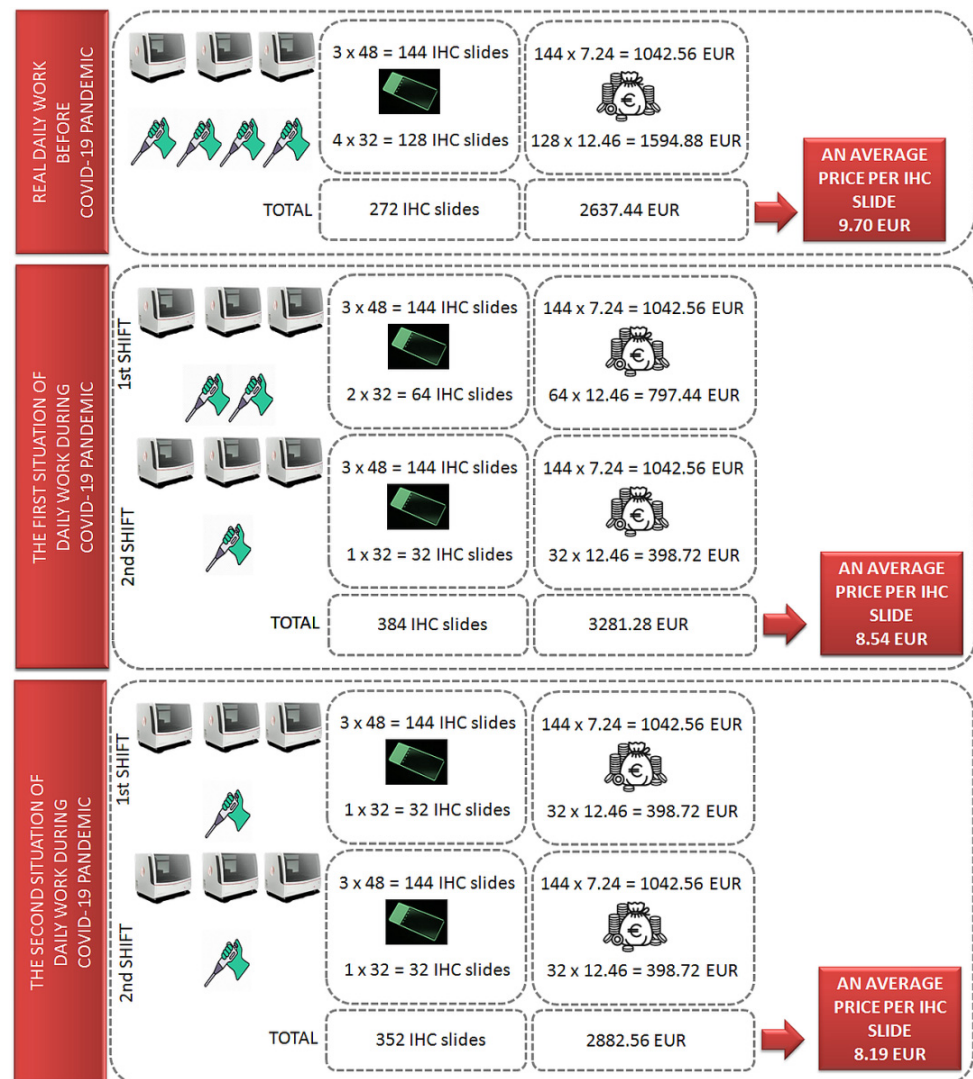 REAL DAILY WORK
BEFORE
COVID-19 PANDEMIC
3 x 48 = 144 IHC slides
144 x 7.24 = 1042.56 EUR
4 x 32 = 128 IHC slides
128 x 12.46 = 1594.88 EUR
TOTAL
272 IHC slides
2637.44 EUR
AN AVERAGE
PRICE PER IHC
SLIDE
9.70 EUR
THE FIRST SITUATION OF
DAILY WORK DURING
COVID-19 PANDEMIC
1st SHIFT
3 x 48 = 144 IHC slides
144 x 7.24 = 1042.56 EUR
2 x 32 = 64 IHC slides
64 x 12.46 = 797.44 EUR
2nd SHIFT
3 x 48 = 144 IHC slides
144 x 7.24 = 1042.56 EUR
1 x 32 = 32 IHC slides
32 x 12.46 = 398.72 EUR
TOTAL
384 IHC slides
3281.28 EUR
AN AVERAGE
PRICE PER IHC
SLIDE
8.54 EUR
THE SECOND SITUATION OF
DAILY WORK DURING
COVID-19 PANDEMIC
1st SHIFT
3 x 48 = 144 IHC slides
144 x 7.24 = 1042.56 EUR
1 x 32 = 32 IHC slides
32 x 12.46 = 398.72 EUR
2nd SHIFT
3 x 48 = 144 IHC slides
144 x 7.24 = 1042.56 EUR
1 x 32 = 32 IHC slides
32 x 12.46 = 398.72 EUR
TOTAL
352 IHC slides
2882.56 EUR
AN AVERAGE
PRICE PER IHC
SLIDE
8.19 EUR